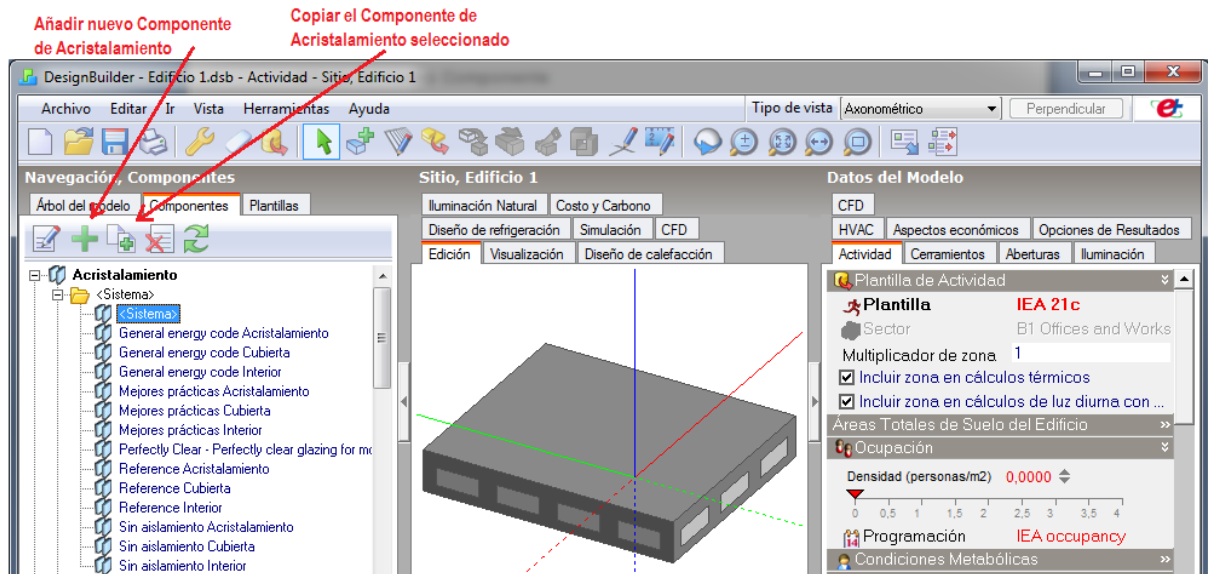 Añadir nuevo Componente
de Acristalamiento
Copiar el Componente de
Acristalamiento seleccionado
DesignBuilder - Edificio 1.dsb - Actividad - Sitio, Edificio 1
Archivo Editar Ir Vista Herramientas Ayuda
Tipo de vista Axonométrico Perpendicular
Navegación, Componentes
Árbol del modelo Componentes Plantillas
Acristalamiento
<Sistema>
<Sistema>
General energy code Acristalamiento
General energy code Cubierta
General energy code Interior
Mejores prácticas Acristalamiento
Mejores prácticas Cubierta
Mejores prácticas Interior
Perfectly Clear - Perfectly clear glazing for mo
Reference Acristalamiento
Reference Cubierta
Reference Interior
Sin aislamiento Acristalamiento
Sin aislamiento Cubierta
Sin aislamiento Interior
Sitio, Edificio 1
Iluminación Natural Costo y Carbono
Diseño de refrigeración Simulación CFD
Edición Visualización Diseño de calefacción
Datos del Modelo
CFD
HVAC Aspectos económicos Opciones de Resultados
Actividad Cerramientos Aberturas Iluminación
Plantilla de Actividad
Plantilla IEA 21c
Sector B1 Offices and Works
Multiplicador de zona 1
Incluir zona en cálculos térmicos
Incluir zona en cálculos de luz diurna con ...
Áreas Totales de Suelo del Edificio
Ocupación
Densidad (personas/m2) 0,0000
0 0,5 1 1,5 2 2,5 3 3,5 4
Programación IEA occupancy
Condiciones Metabólicas